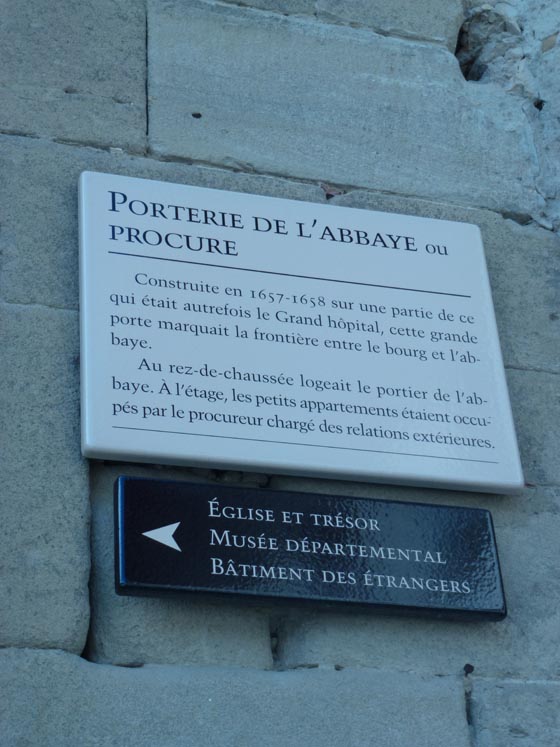 PORTERIE DE L'ABBAYE OU
PROCURE
Construite en 1657-1658 sur une partie de ce
qui était autrefois le Grand hôpital, cette grande
porte marquait la frontière entre le bourg et l'ab-
baye.
Au rez-de-chaussée logeait le portier de l'ab-
baye. À l'étage, les petits appartements étaient occu-
pés par le procureur chargé des relations extérieures.
ÉGLISE ET TRÉSOR
MUSÉE DÉPARTEMENTAL
BÂTIMENT DES ÉTRANGERS